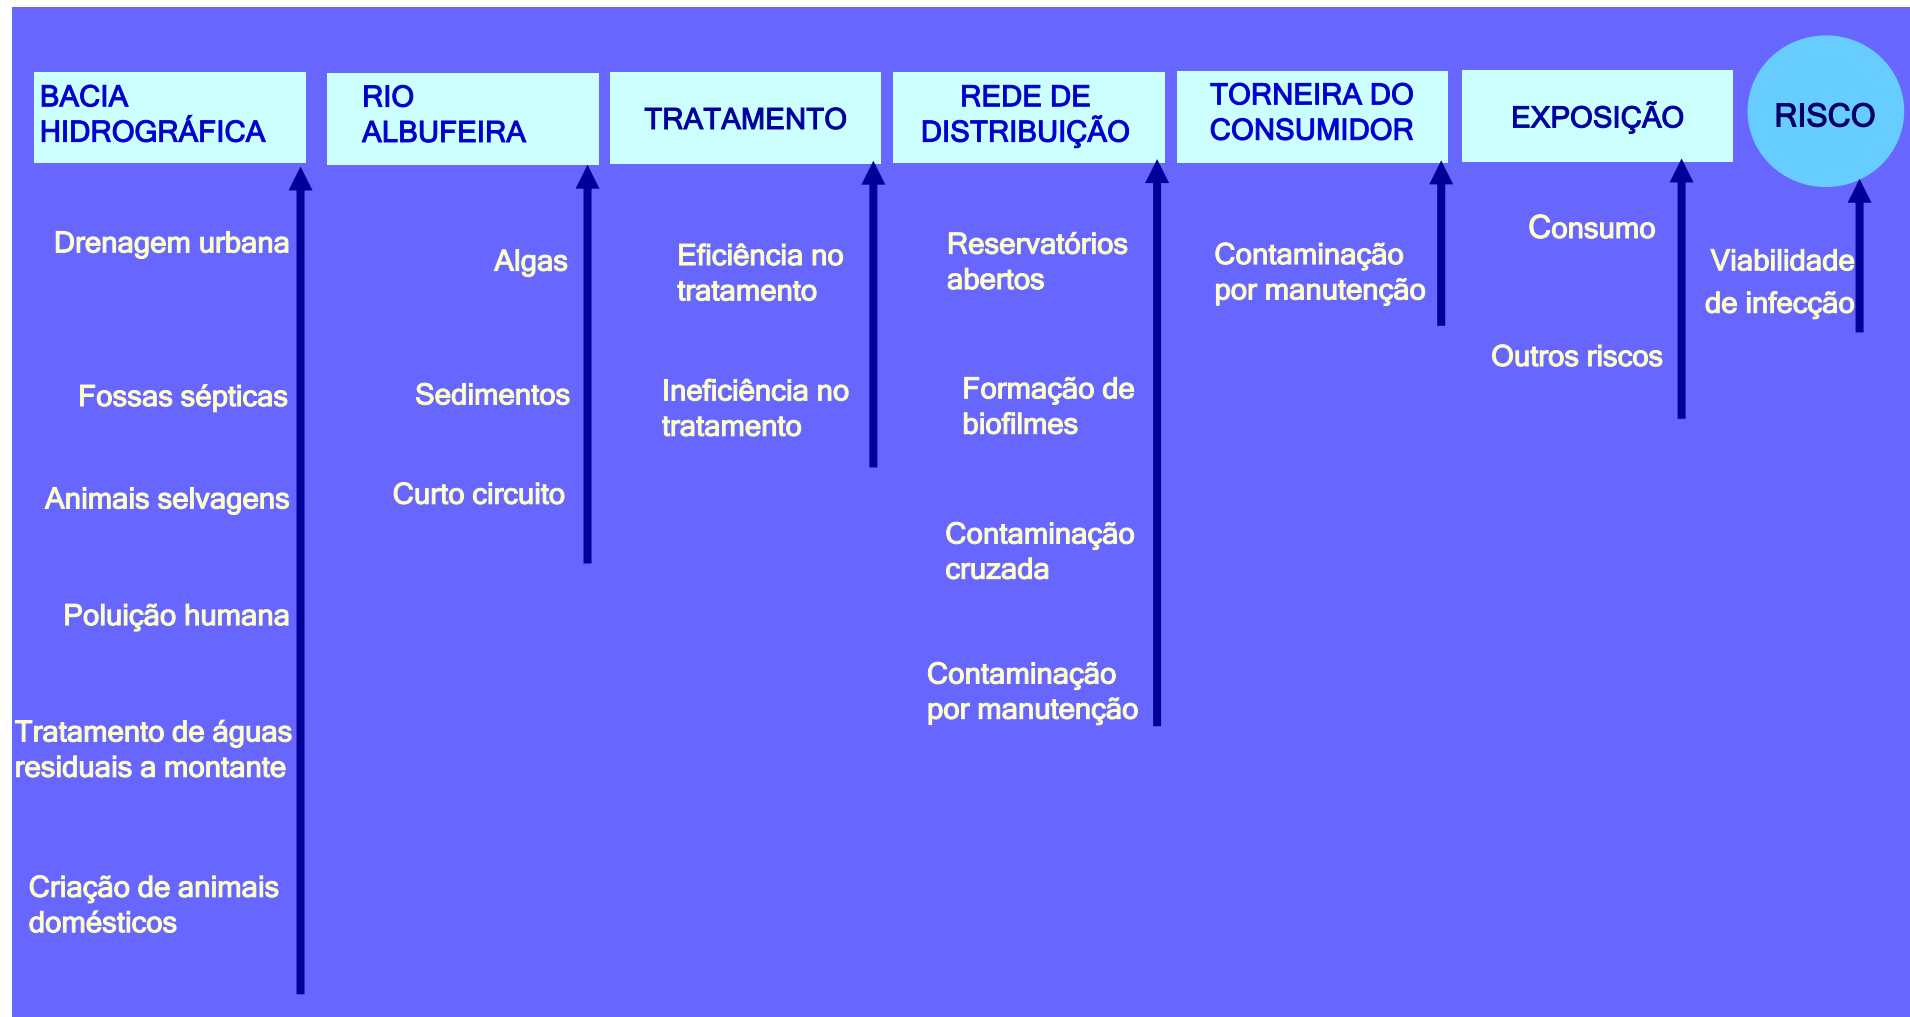 BACIA
HIDROGRÁFICA
RIO
ALBUFEIRA
TRATAMENTO
REDE DE
DISTRIBUIÇÃO
TORNEIRA DO
CONSUMIDOR
EXPOSIÇÃO
RISCO
Drenagem urbana
Fossas sépticas
Animais selvagens
Poluição humana
Tratamento de águas
residuais a montante
Criação de animais
domésticos
Algas
Sedimentos
Curto circuito
Eficiência no
tratamento
Ineficiência no
tratamento
Reservatórios
abertos
Formação de
biofilmes
Contaminação
cruzada
Contaminação
por manutenção
Contaminação
por manutenção
Consumo
Outros riscos
Viabilidade
de infecção